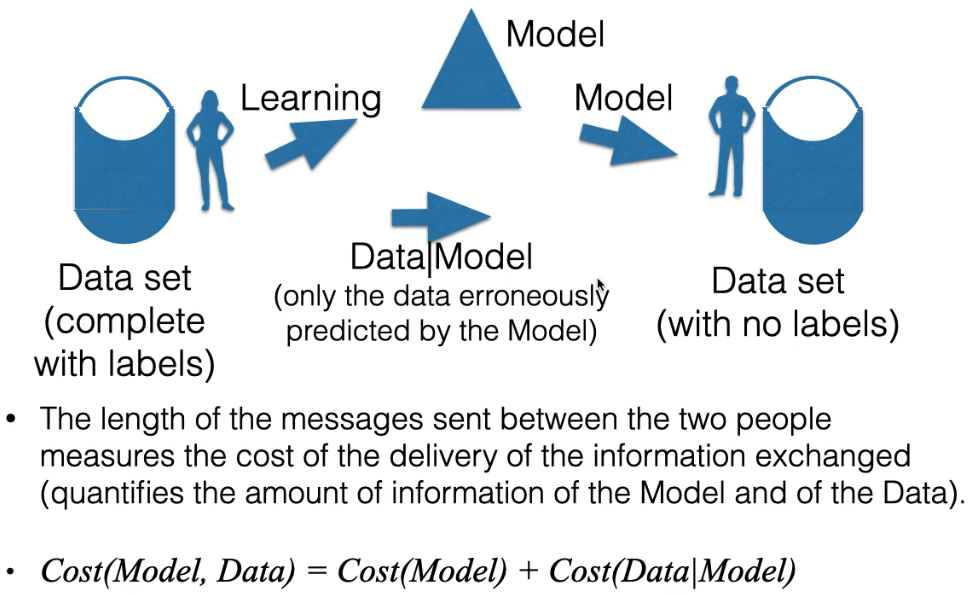 Model
Learning
Model
Data|Model
(only the data erroneously
predicted by the Model)
Data set
(complete
with labels)
Data set
(with no labels)
• The length of the messages sent between the two people
measures the cost of the delivery of the information exchanged
(quantifies the amount of information of the Model and of the Data).
• Cost(Model, Data) = Cost(Model) + Cost(Data|Model)